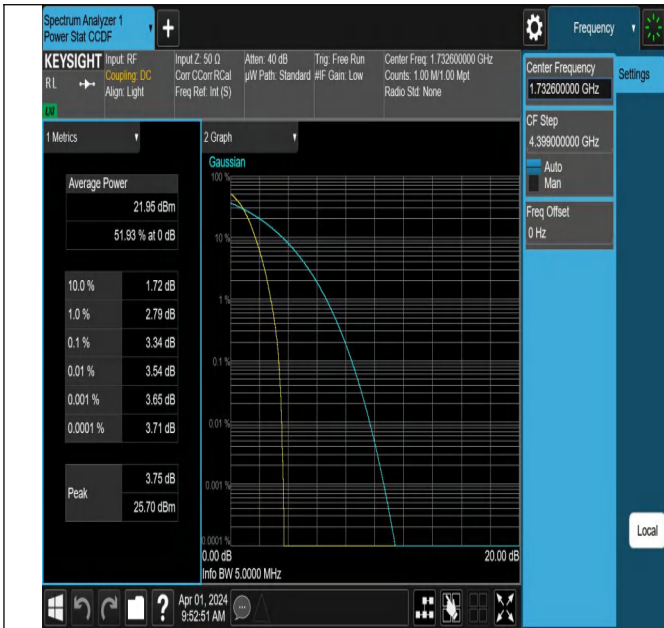 Spectrum Analyzer 1
Power Stat CCDF
Frequency
KEYSIGHT
RL
LXI
Input: RF
Coupling: DC
Align: Light
Input Z: 50 Ω
Corr CCorr RCal
Freq Ref: Int (S)
Atten: 40 dB
µW Path: Standard
Trig: Free Run
#IF Gain: Low
Center Freq: 1.732600000 GHz
Counts: 1.00 M/1.00 Mpt
Radio Std: None
Center Frequency
1.732600000 GHz
Settings
CF Step
4.399000000 GHz
Auto
Man
Freq Offset
0 Hz
Local
1 Metrics
Average Power
21.95 dBm
51.93 % at 0 dB
10.0 % 1.72 dB
1.0 % 2.79 dB
0.1 % 3.34 dB
0.01 % 3.54 dB
0.001 % 3.65 dB
0.0001 % 3.71 dB
Peak
3.75 dB
25.70 dBm
2 Graph
Gaussian
100 %
10 %
1 %
0.1 %
0.01 %
0.001 %
0.0001 %
0.00 dB 20.00 dB
Info BW 5.0000 MHz
?
Apr 01, 2024
9:52:51 AM